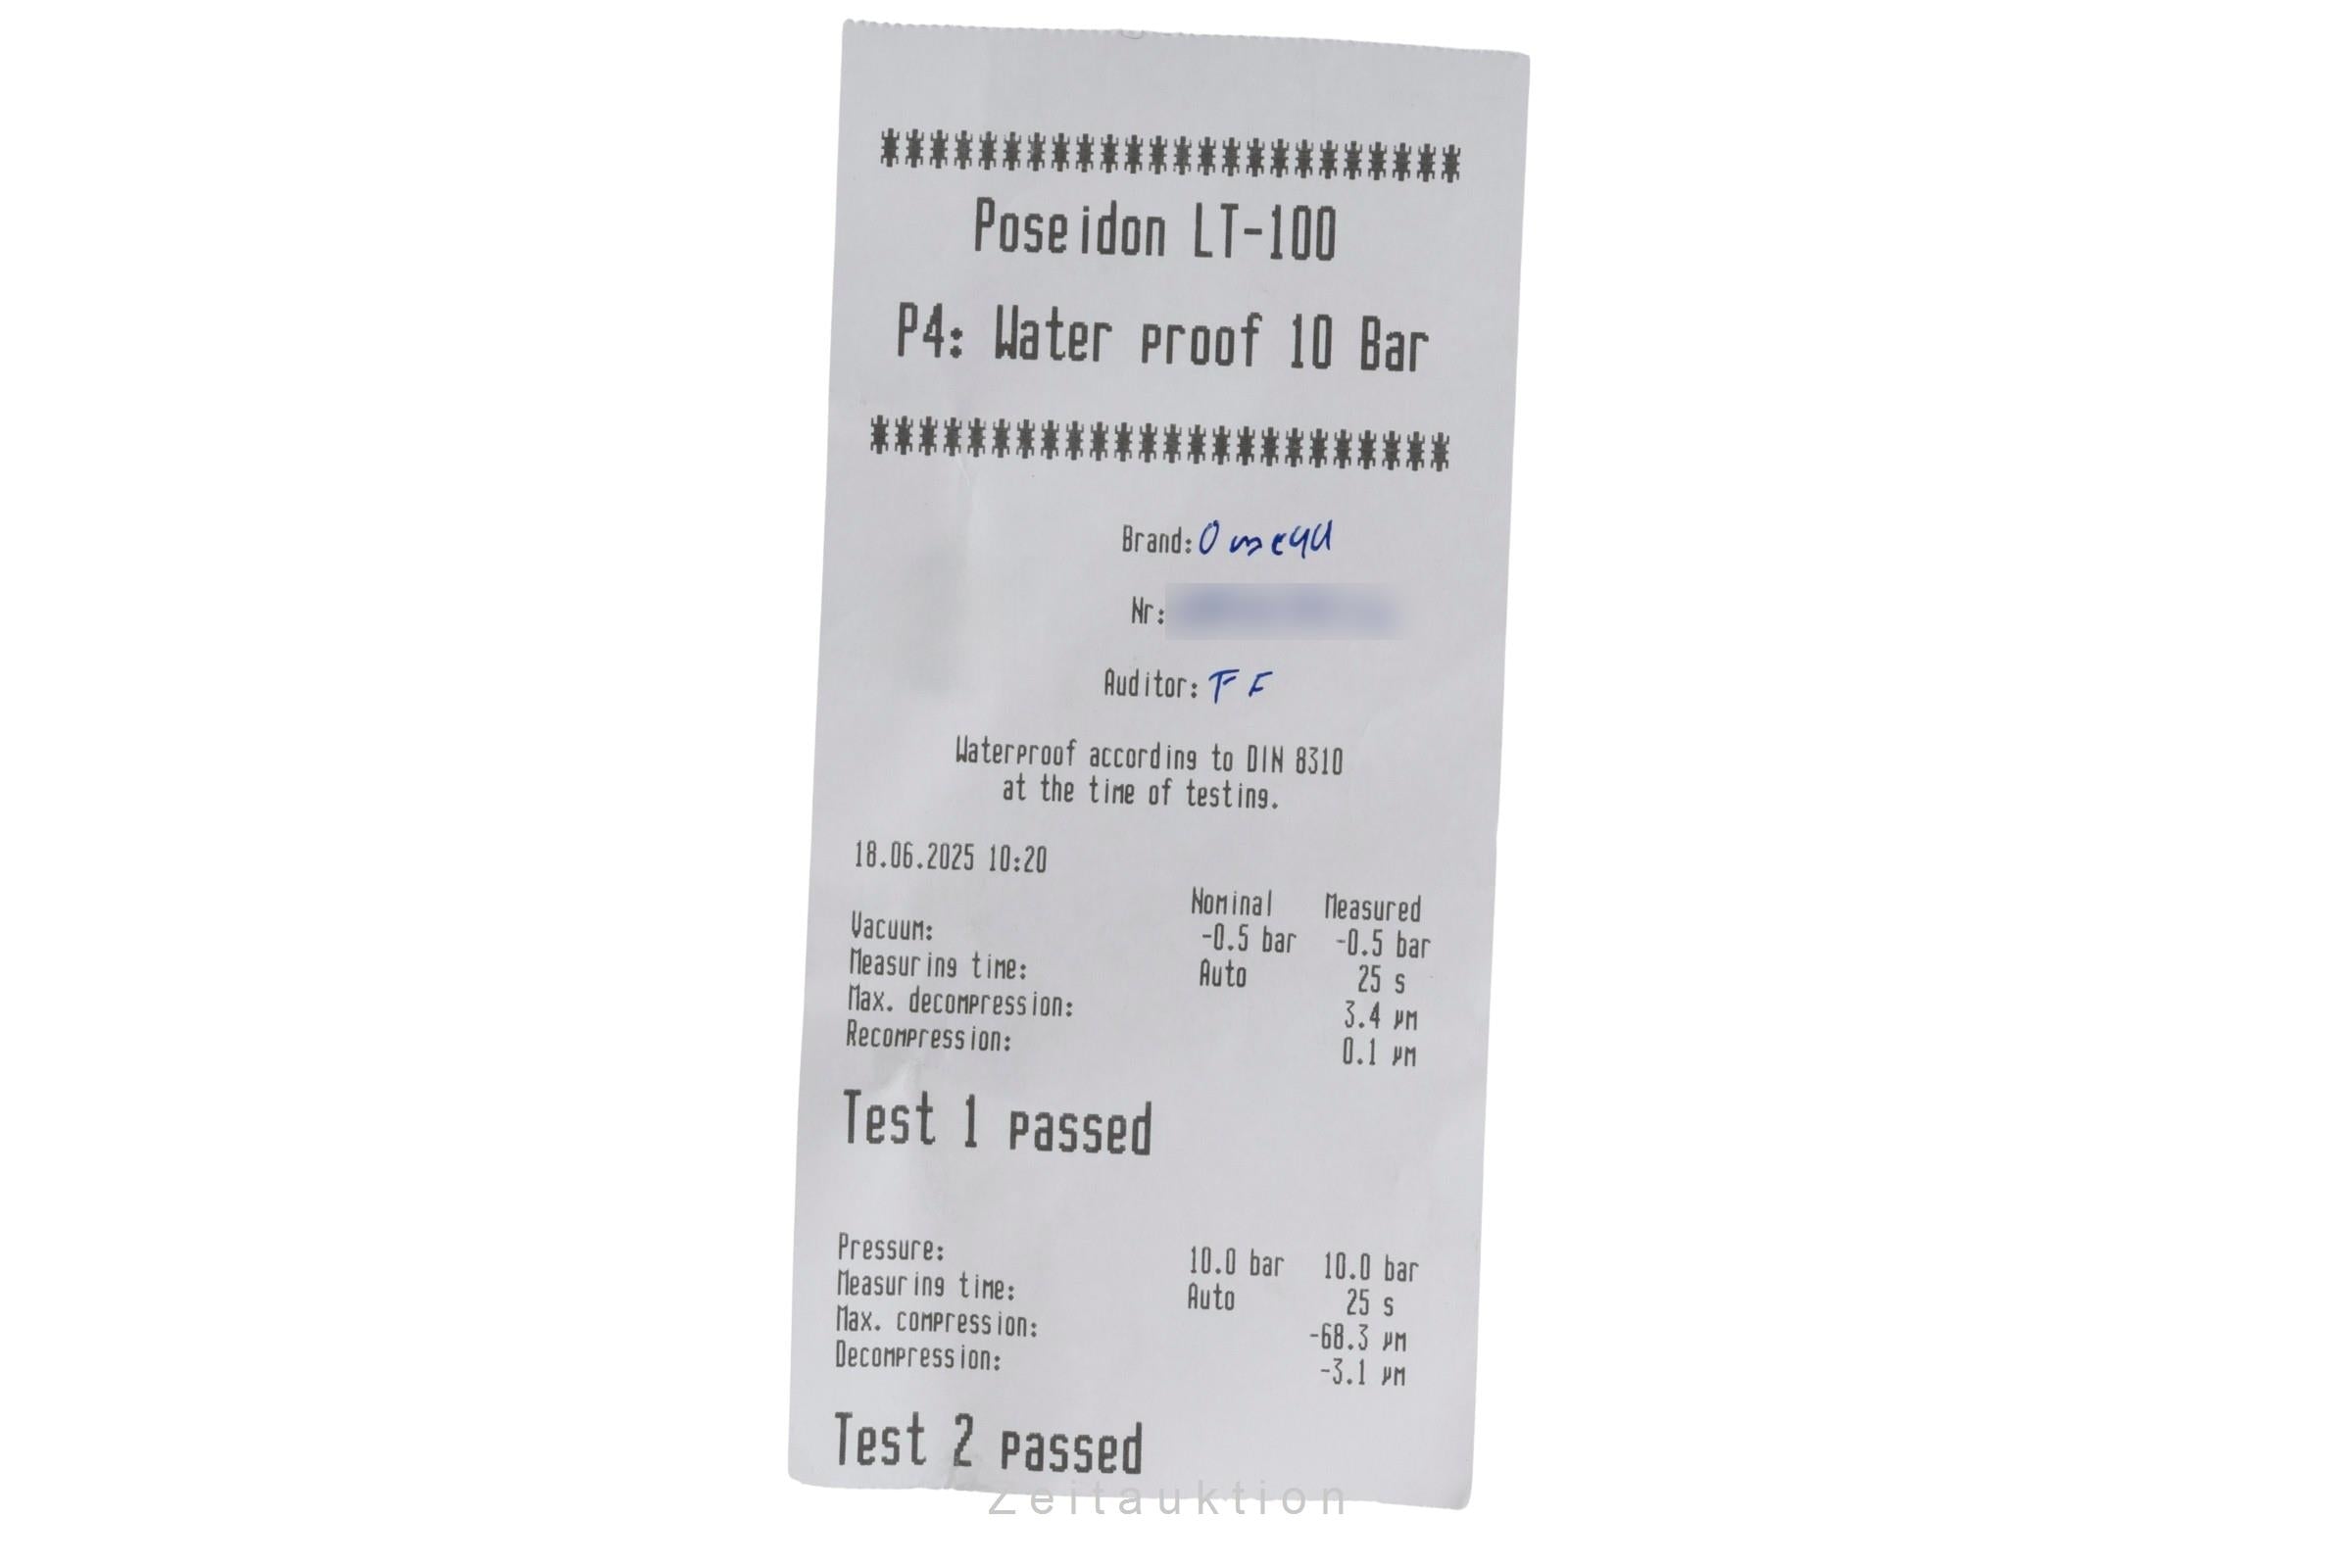 ************************
Poseidon LT-100
P4: Water proof 10 Bar
************************
Brand: Omega
Nr:
Auditor: FF
Waterproof according to DIN 8310
at the time of testing.
18.06.2025 10:20
Nominal Measured
Vacuum: -0.5 bar -0.5 bar
Measuring time: Auto 25 s
Max. decompression: 3.4 µm
Recompression: 0.1 µm
Test 1 passed
Pressure: 10.0 bar 10.0 bar
Measuring time: Auto 25 s
Max. compression: -68.3 µm
Decompression: -3.1 µm
Test 2 passed
Zeitauktion